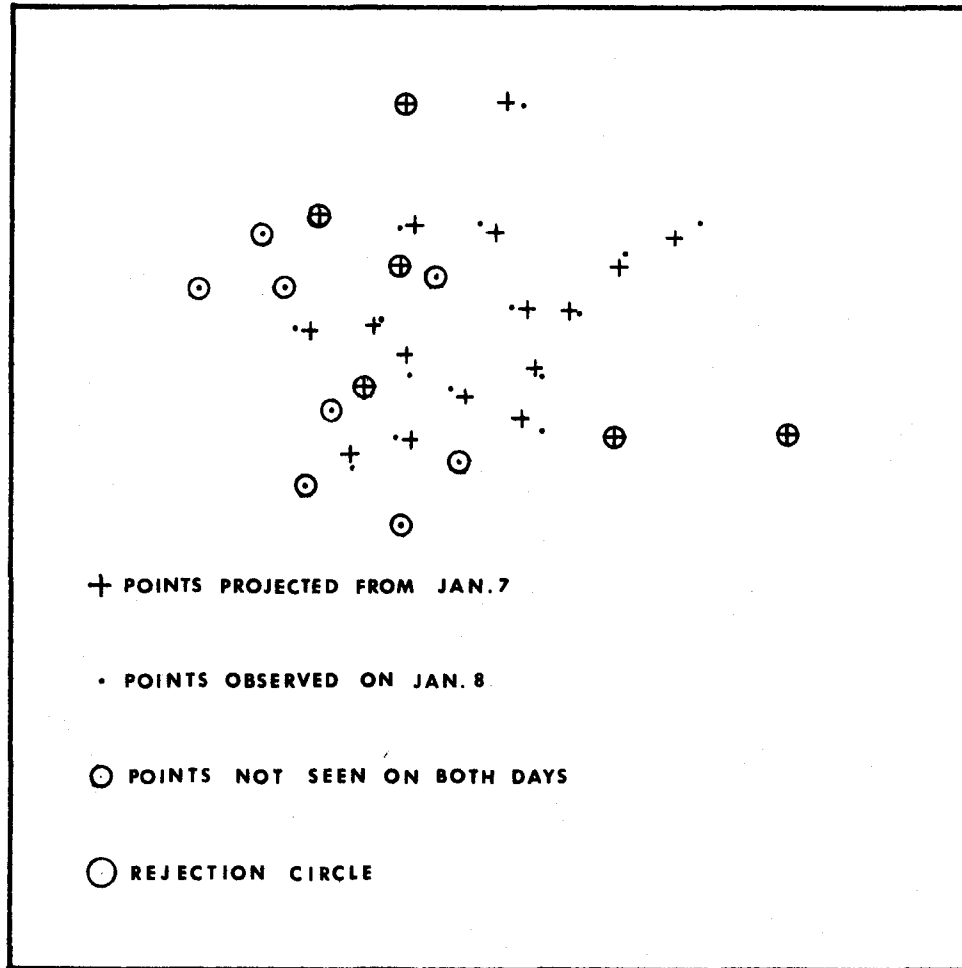 POINTS PROJECTED FROM JAN. 7
POINTS OBSERVED ON JAN. 8
POINTS NOT SEEN ON BOTH DAYS
REJECTION CIRCLE